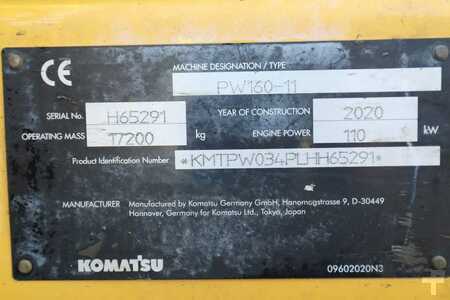 CE
MACHINE DESIGNATION / TYPE
PW160-11
SERIAL No. H65291 YEAR OF CONSTRUCTION 2020
OPERATING MASS 17200 kg ENGINE POWER 110 kW
Product Identification Number *KMTPW034PLHH65291*
MANUFACTURER Manufactured by Komatsu Germany GmbH, Hanomagstrasse 9, D-30449
Hannover, Germany for Komatsu Ltd., Tokyo, Japan
KOMATSU 09602020N3